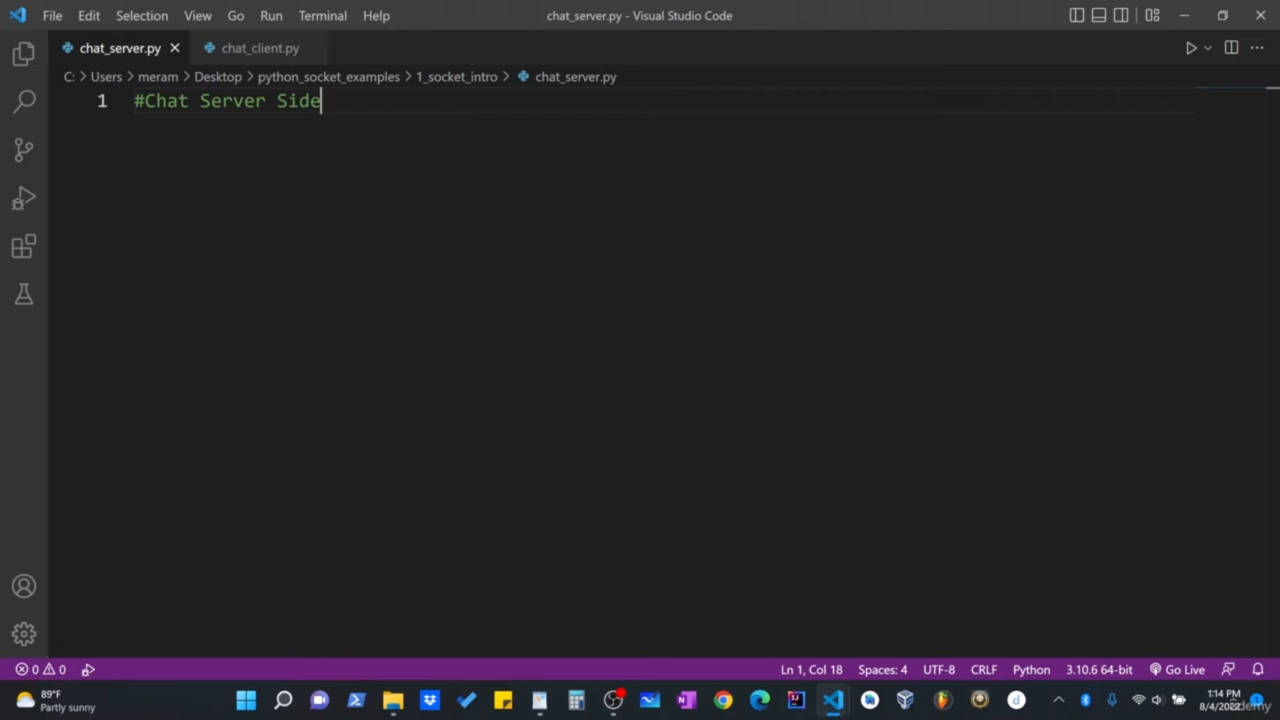 File Edit Selection View Go Run Terminal Help chat_server.py - Visual Studio Code
chat_server.py chat_client.py
C: > Users > meram > Desktop > python_socket_examples > 1_socket_intro > chat_server.py
1 #Chat Server Side
0 0 Ln 1, Col 18 Spaces: 4 UTF-8 CRLF Python 3.10.6 64-bit Go Live
89°F
Partly sunny
1:14 PM
8/4/2022